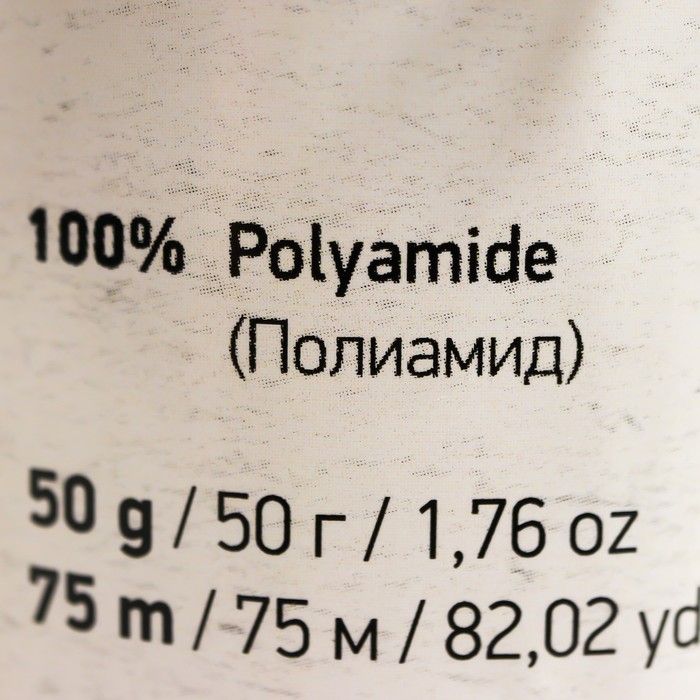 100% Polyamide
(Полиамид)
50 g / 50 г / 1,76 oz
75 m / 75 м / 82,02 yd